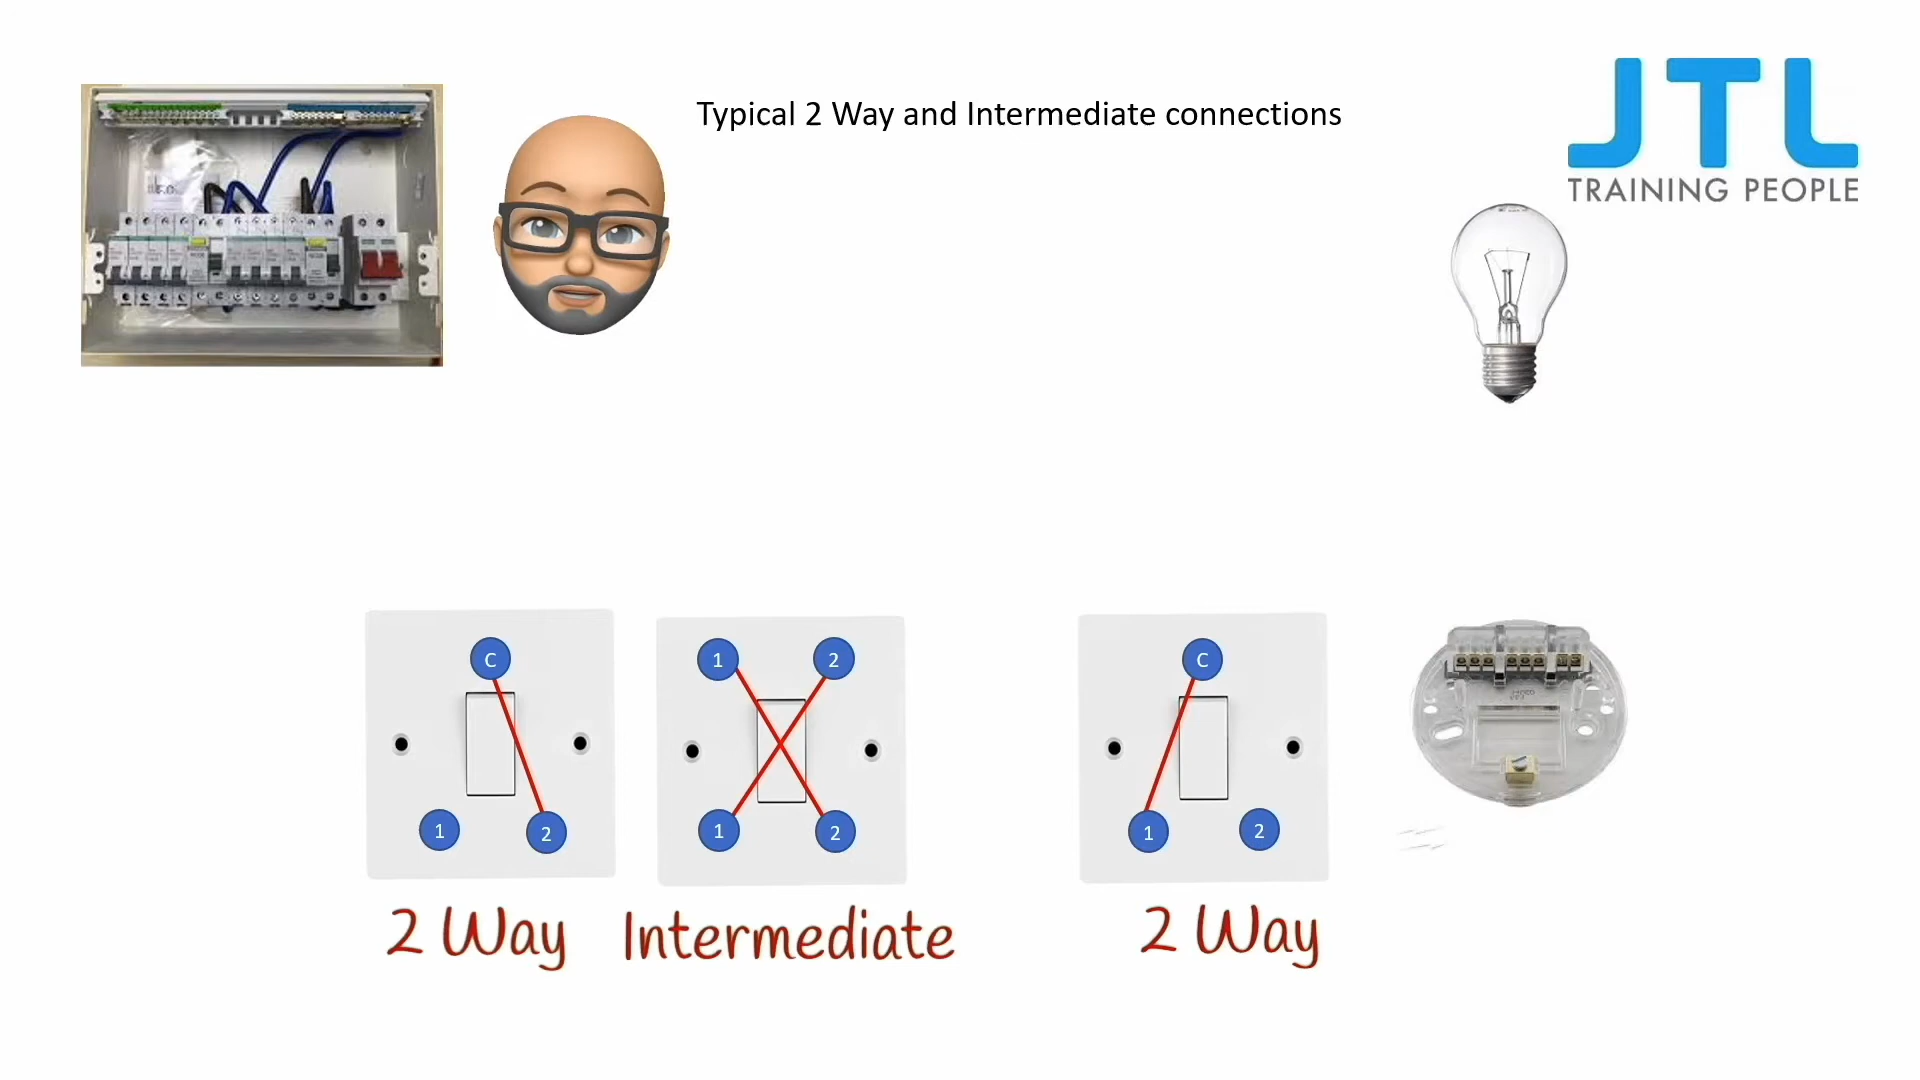 Typical 2 Way and Intermediate connections
JTL
TRAINING PEOPLE
C
1
2
1
2
1
2
C
1
2
2 Way
Intermediate
2 Way